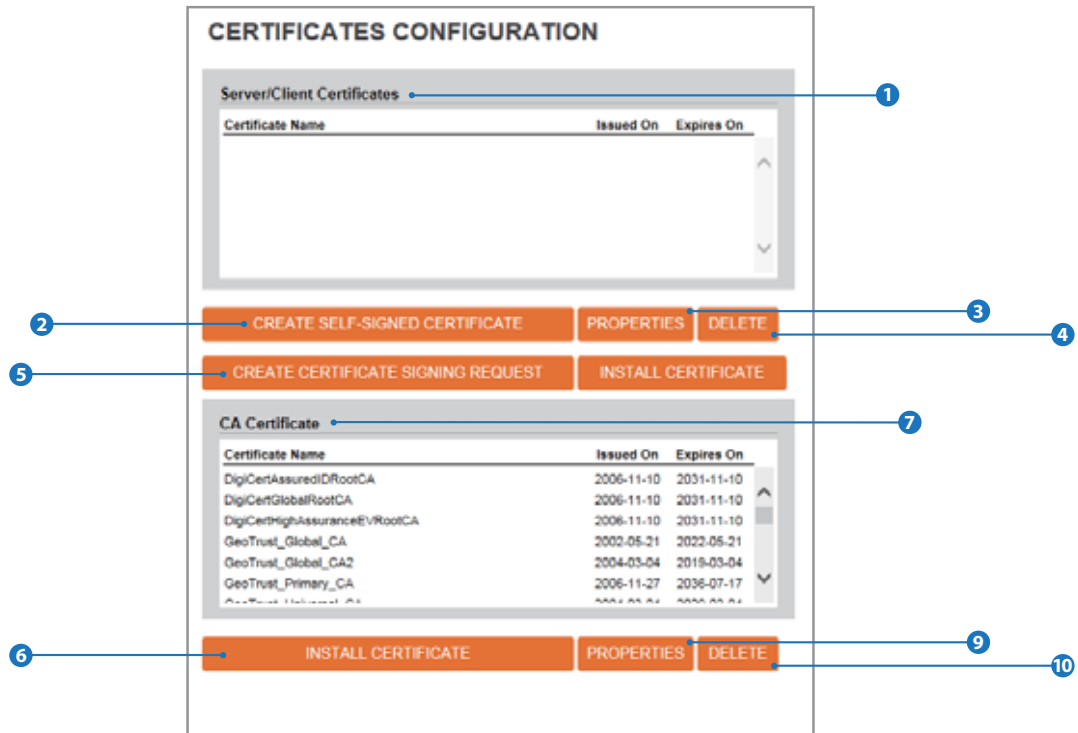 CERTIFICATES CONFIGURATION
Server/Client Certificates
1
Certificate Name Issued On Expires On
2
CREATE SELF-SIGNED CERTIFICATE PROPERTIES DELETE
3
4
5
CREATE CERTIFICATE SIGNING REQUEST INSTALL CERTIFICATE
CA Certificate
7
Certificate Name Issued On Expires On
DigiCertAssuredIDRootCA 2006-11-10 2031-11-10
DigiCertGlobalRootCA 2006-11-10 2031-11-10
DigiCertHighAssuranceEVRootCA 2006-11-10 2031-11-10
GeoTrust_Global_CA 2002-05-21 2022-05-21
GeoTrust_Global_CA2 2004-03-04 2019-03-04
GeoTrust_Primary_CA 2006-11-27 2036-07-17
6
INSTALL CERTIFICATE PROPERTIES DELETE
9
10